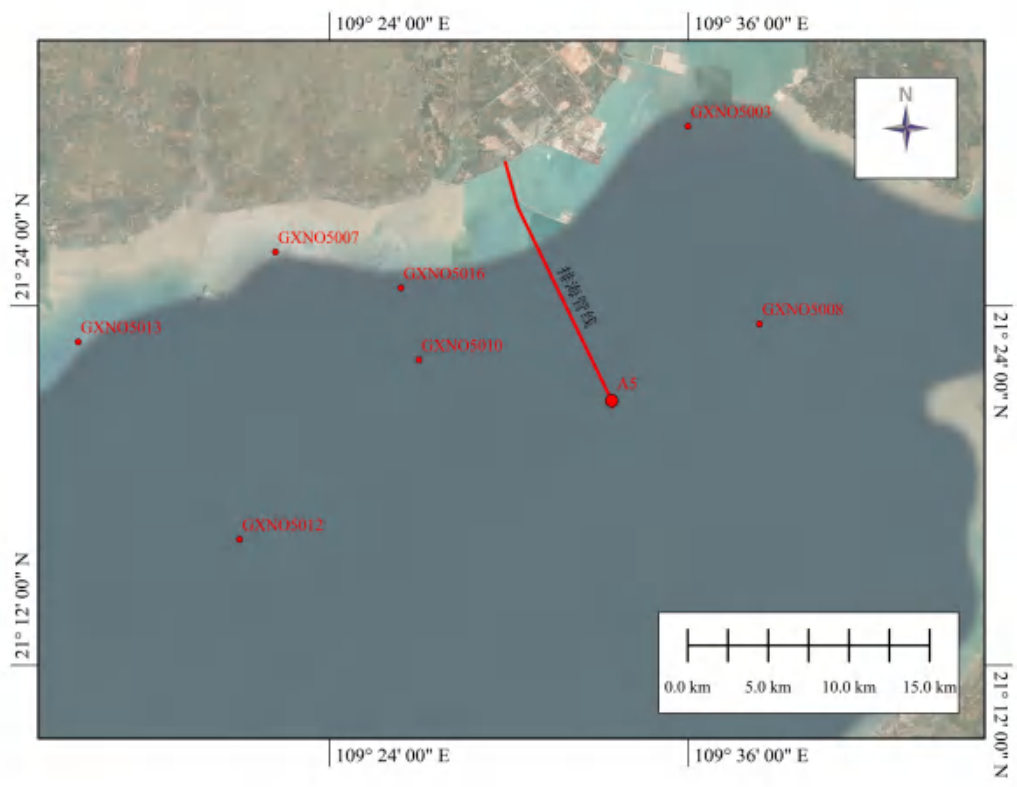 109° 24' 00" E
109° 36' 00" E
N
GXNO5003
21° 24' 00" N
GXNO5007
GXNO5016
排海管线
GXNO5008
GXNO5013
21° 24' 00" N
GXNO5010
A5
GXNO5012
21° 12' 00" N
0.0 km 5.0 km 10.0 km 15.0 km
21° 12' 00" N
109° 24' 00" E
109° 36' 00" E